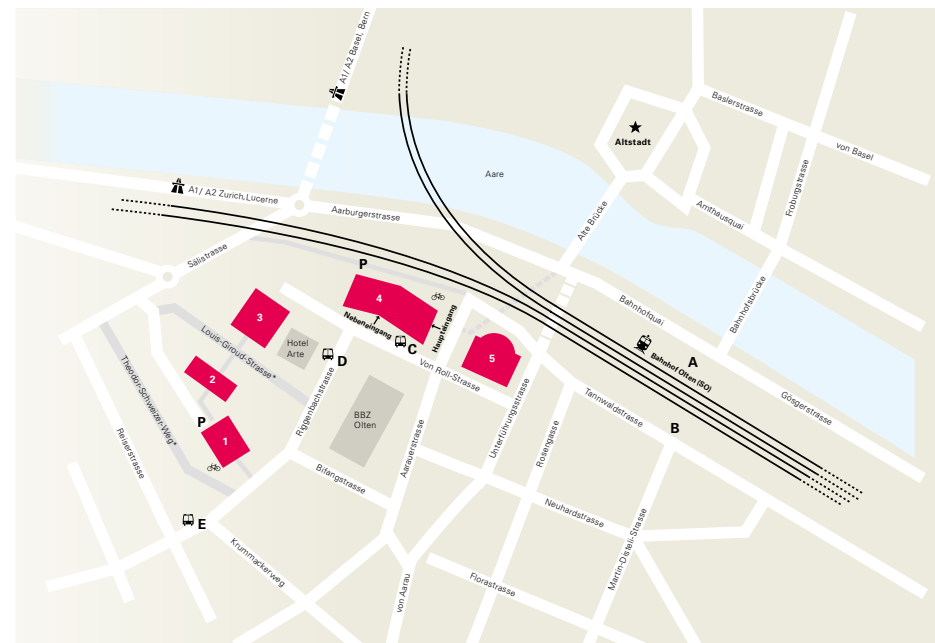 A1/ A2 Basel, Bern
Baslerstrasse
von Basel
Altstadt
Froburgstrasse
Aare
A1/ A2 Zurich,Lucerne
Aarburgerstrasse
Amthausquai
Alte Brücke
Sälistrasse
P
4
3
Nebeneingang
Haupteingang
Bahnhofquai
Bahnhofsbrücke
Hotel
Arte
Louis-Giroud-Strasse*
D
C
5
Von Roll-Strasse
A
Bahnhof Olten (SO)
Gösgerstrasse
2
Theodor-Schweizer-Weg*
Riggenbachstrasse
Tannwaldstrasse
B
P
1
BBZ
Olten
Aarauerstrasse
Unterführungsstrasse
Rosengasse
Reiserstrasse
Bifangstrasse
Neuhardstrasse
E
Krummackerweg
Martin-Disteli-Strasse
von Aarau
Florastrasse